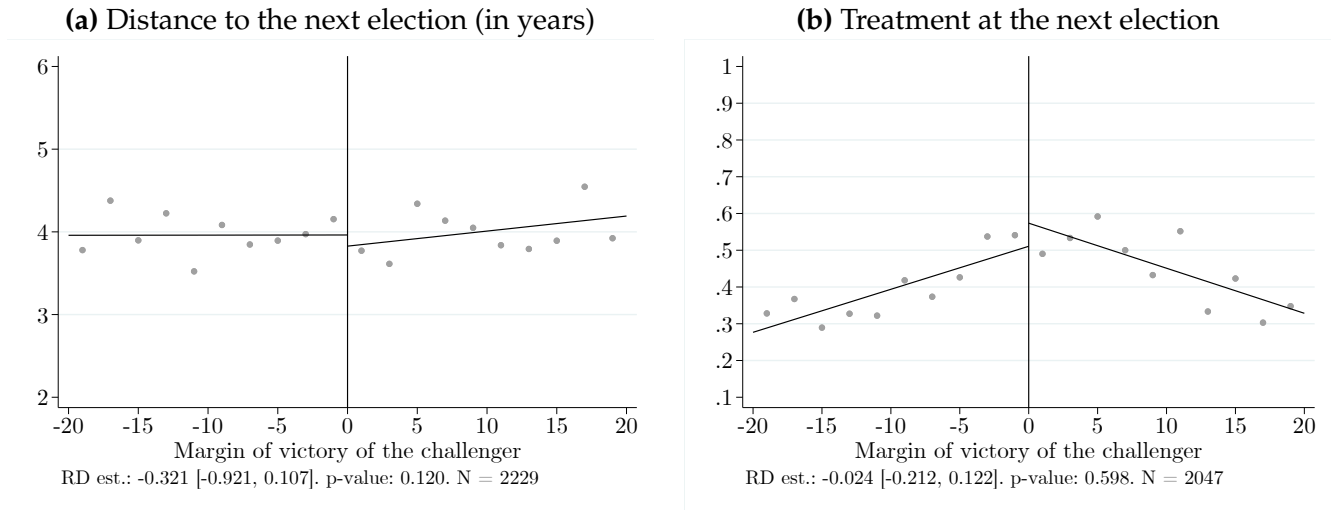 (a) Distance to the next election (in years)
6
5
4
3
2
-20 -15 -10 -5 0 5 10 15 20
Margin of victory of the challenger
RD est.: -0.321 [-0.921, 0.107]. p-value: 0.120. N = 2229
(b) Treatment at the next election
1
.9
.8
.7
.6
.5
.4
.3
.2
.1
-20 -15 -10 -5 0 5 10 15 20
Margin of victory of the challenger
RD est.: -0.024 [-0.212, 0.122]. p-value: 0.598. N = 2047